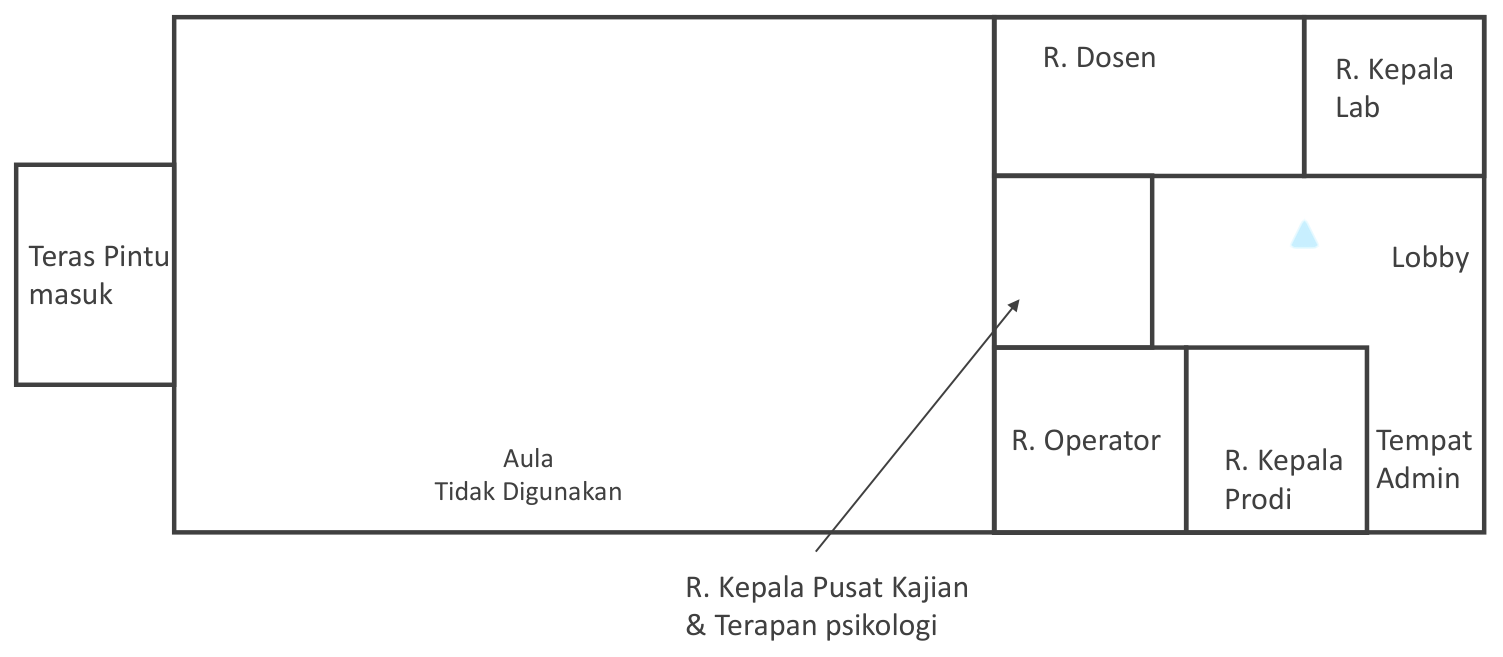 R. Dosen
R. Kepala
Lab
Teras Pintu
masuk
Lobby
Aula
Tidak Digunakan
R. Operator
R. Kepala
Prodi
Tempat
Admin
R. Kepala Pusat Kajian
& Terapan psikologi